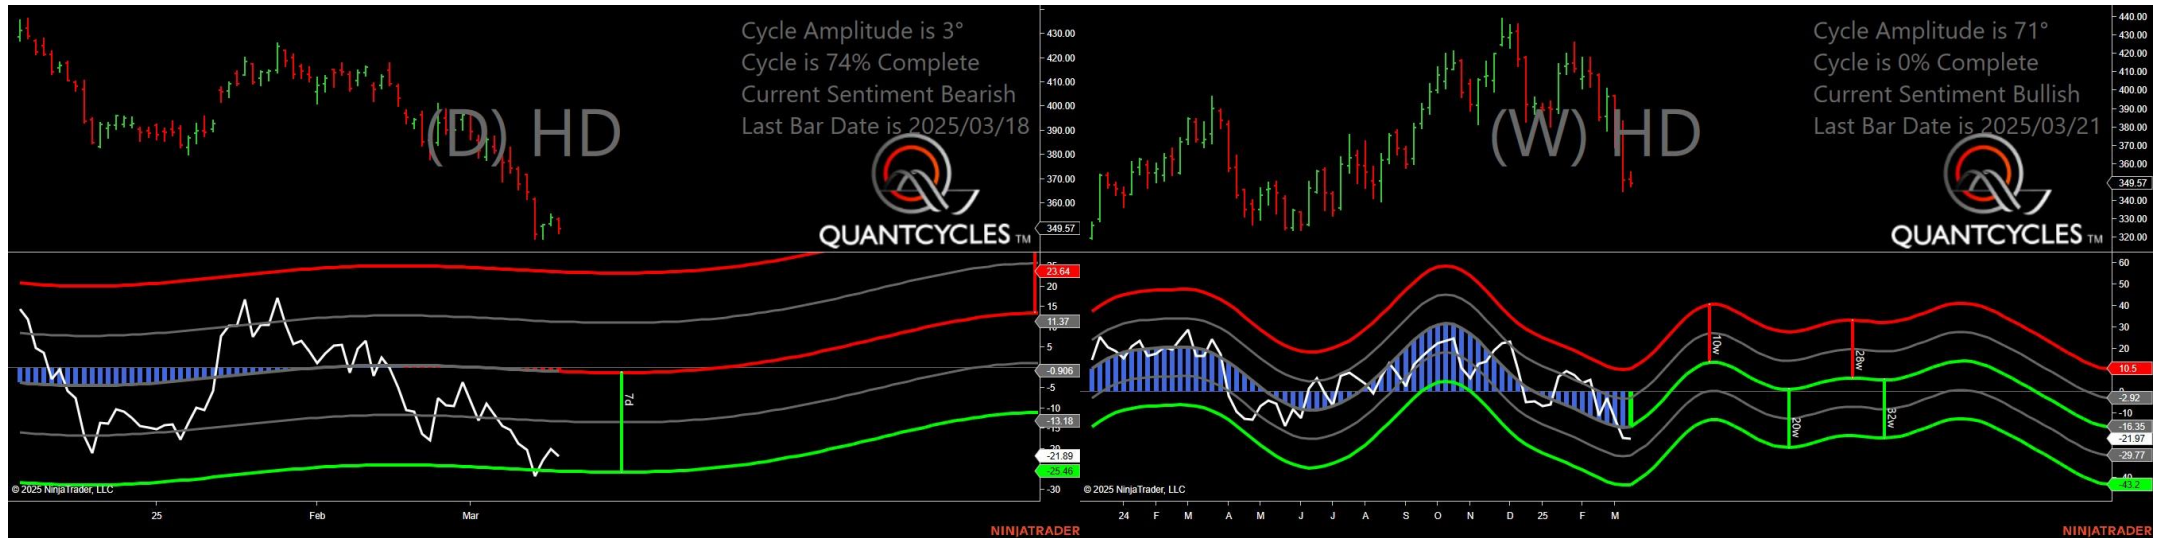 Cycle Amplitude is 3°
Cycle is 74% Complete
Current Sentiment Bearish
Last Bar Date is 2025/03/18
(D) HD
QUANTCYCLES TM
430.00
420.00
410.00
400.00
390.00
380.00
370.00
360.00
349.57
23.64
20
15
11.37
5
-0.906
-5
-10
-13.18
-21.89
-25.46
-30
7d
© 2025 NinjaTrader, LLC
25
Feb
Mar
NINJATRADER
Cycle Amplitude is 71°
Cycle is 0% Complete
Current Sentiment Bullish
Last Bar Date is 2025/03/21
(W) HD
QUANTCYCLES TM
440.00
430.00
420.00
410.00
400.00
390.00
380.00
370.00
360.00
349.57
340.00
330.00
320.00
60
50
40
30
20
10.5
0
-2.92
-10
-16.35
-21.97
-29.77
-43.2
10w
28w
20w
32w
© 2025 NinjaTrader, LLC
24 F M A M J J A S O N D 25 F M
NINJATRADER